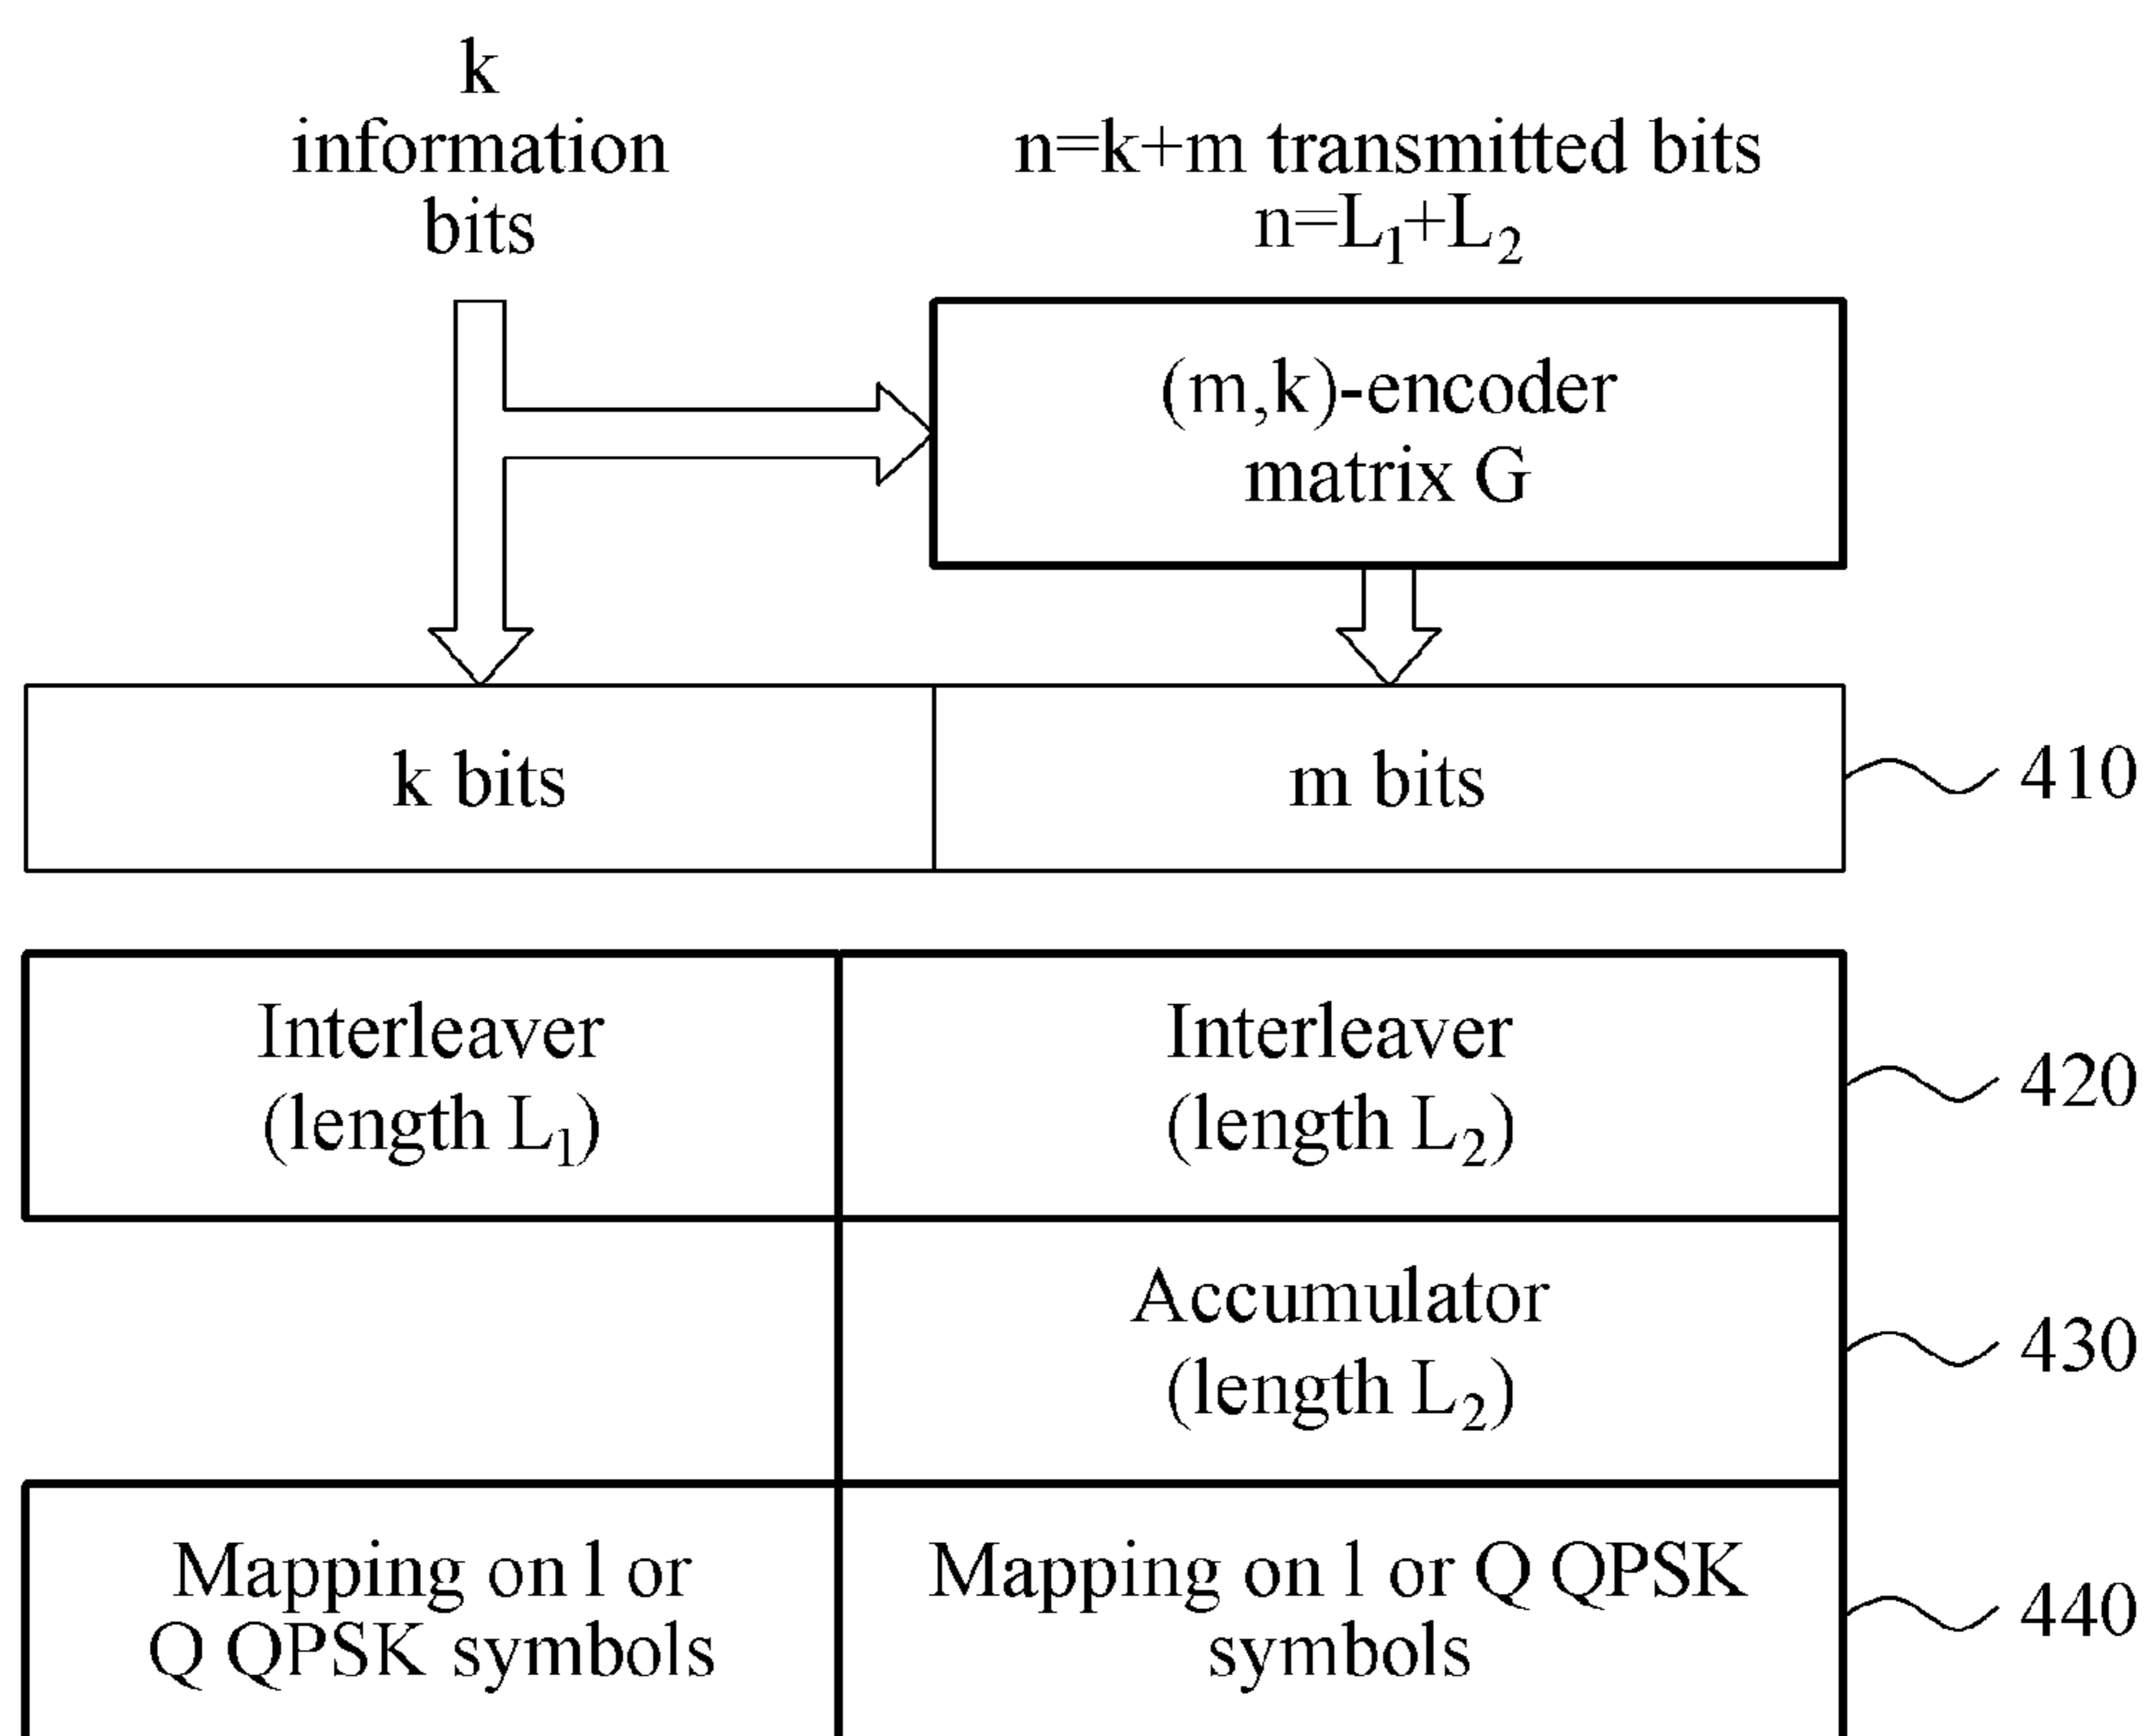 k
information
bits
n=k+m transmitted bits
n=L₁+L₂
(m,k)-encoder
matrix G
k bits
m bits
410
Interleaver
(length L₁)
Interleaver
(length L₂)
420
Accumulator
(length L₂)
430
Mapping on l or
Q QPSK symbols
Mapping on l or Q QPSK
symbols
440